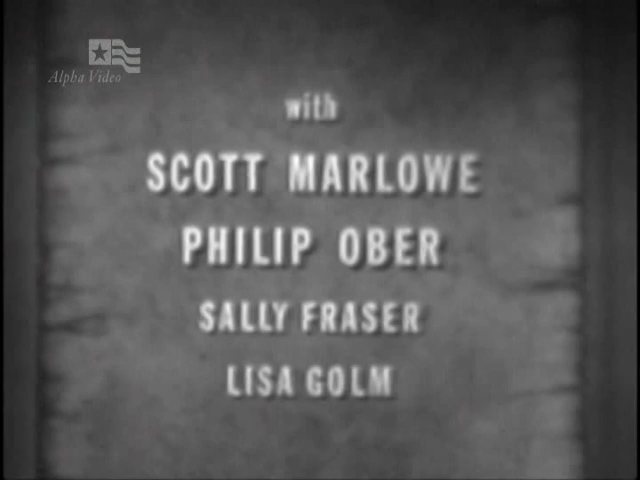 Alpha Video
with
SCOTT MARLOWE
PHILIP OBER
SALLY FRASER
LISA GOLM